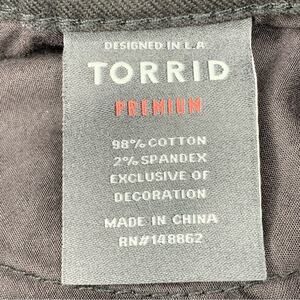 DESIGNED IN L.A.
TORRID
PREMIUM
98% COTTON
2% SPANDEX
EXCLUSIVE OF
DECORATION
MADE IN CHINA
RN#148862